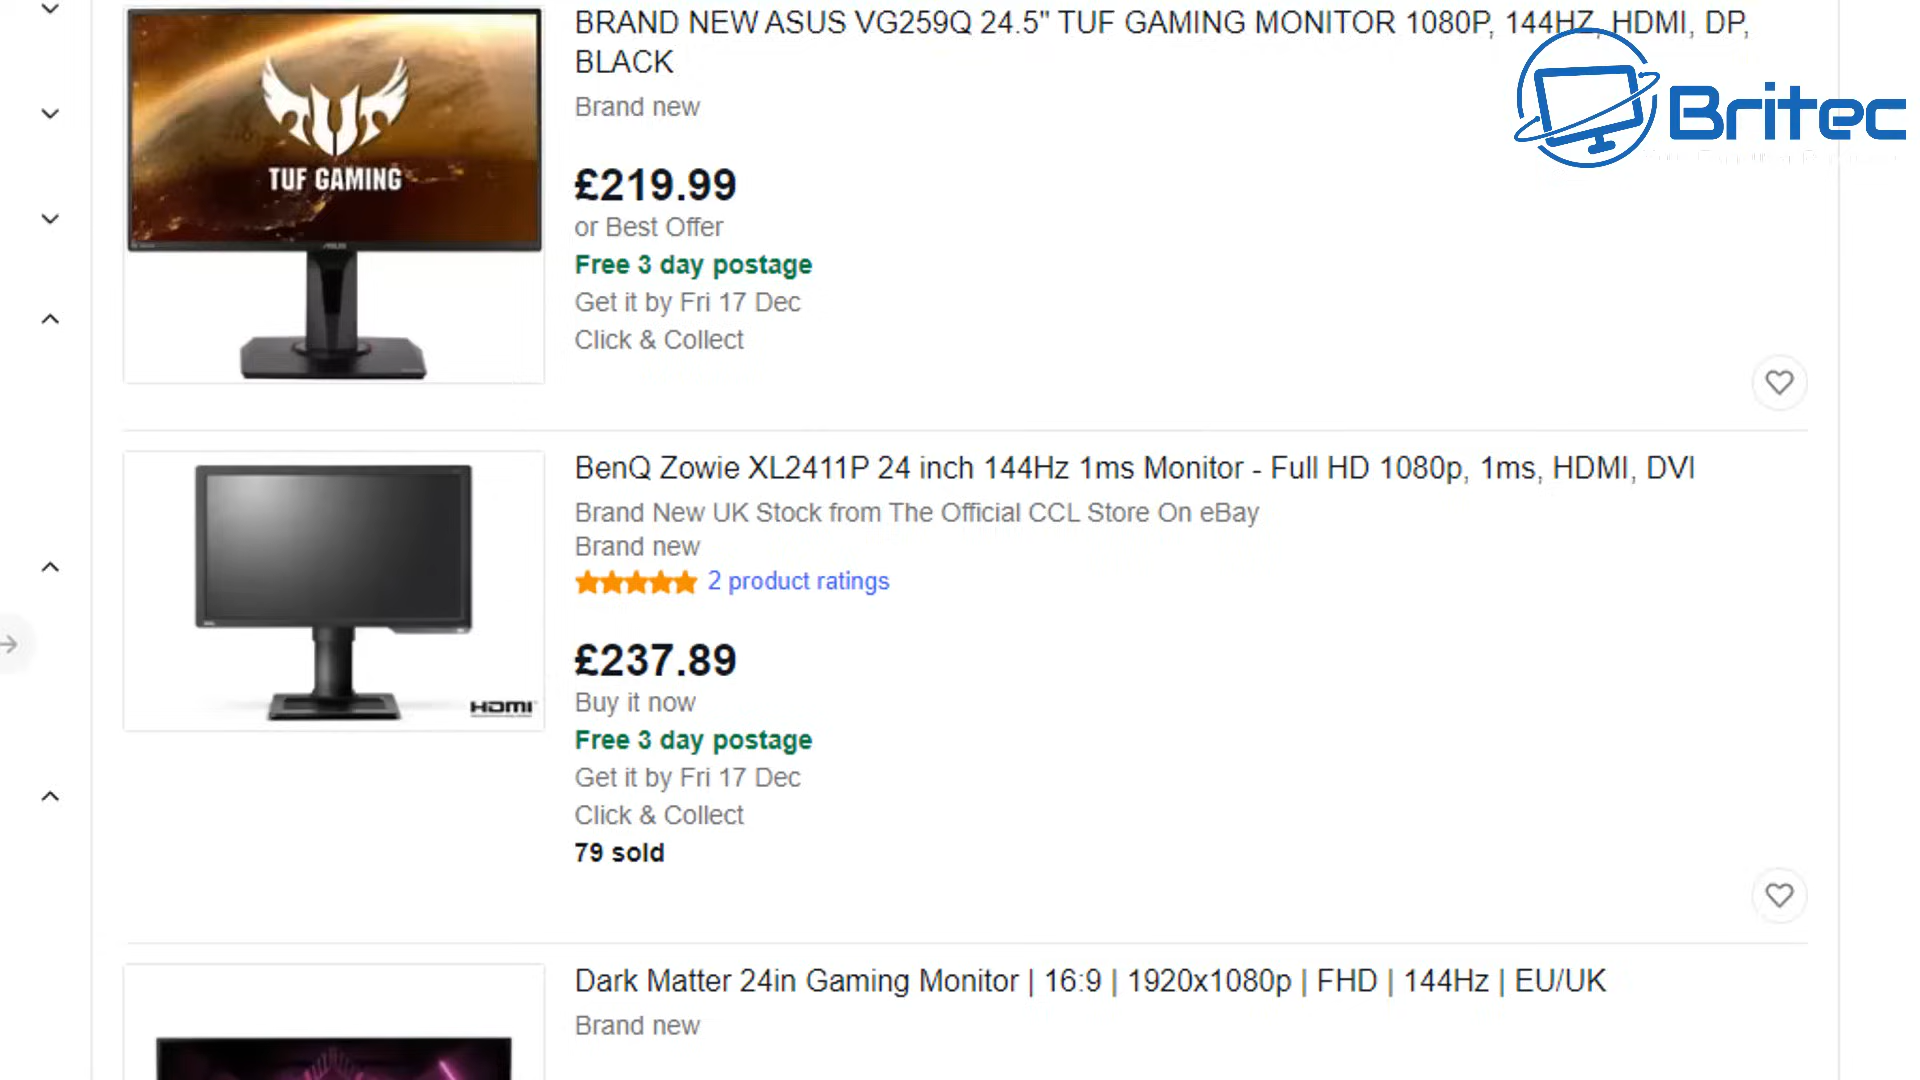 BRAND NEW ASUS VG259Q 24.5" TUF GAMING MONITOR 1080P, 144HZ, HDMI, DP,
BLACK
Brand new
£219.99
or Best Offer
Free 3 day postage
Get it by Fri 17 Dec
Click & Collect
TUF GAMING
Britec
BenQ Zowie XL2411P 24 inch 144Hz 1ms Monitor - Full HD 1080p, 1ms, HDMI, DVI
Brand New UK Stock from The Official CCL Store On eBay
Brand new
2 product ratings
£237.89
Buy it now
Free 3 day postage
Get it by Fri 17 Dec
Click & Collect
79 sold
HDMI
Dark Matter 24in Gaming Monitor | 16:9 | 1920x1080p | FHD | 144Hz | EU/UK
Brand new